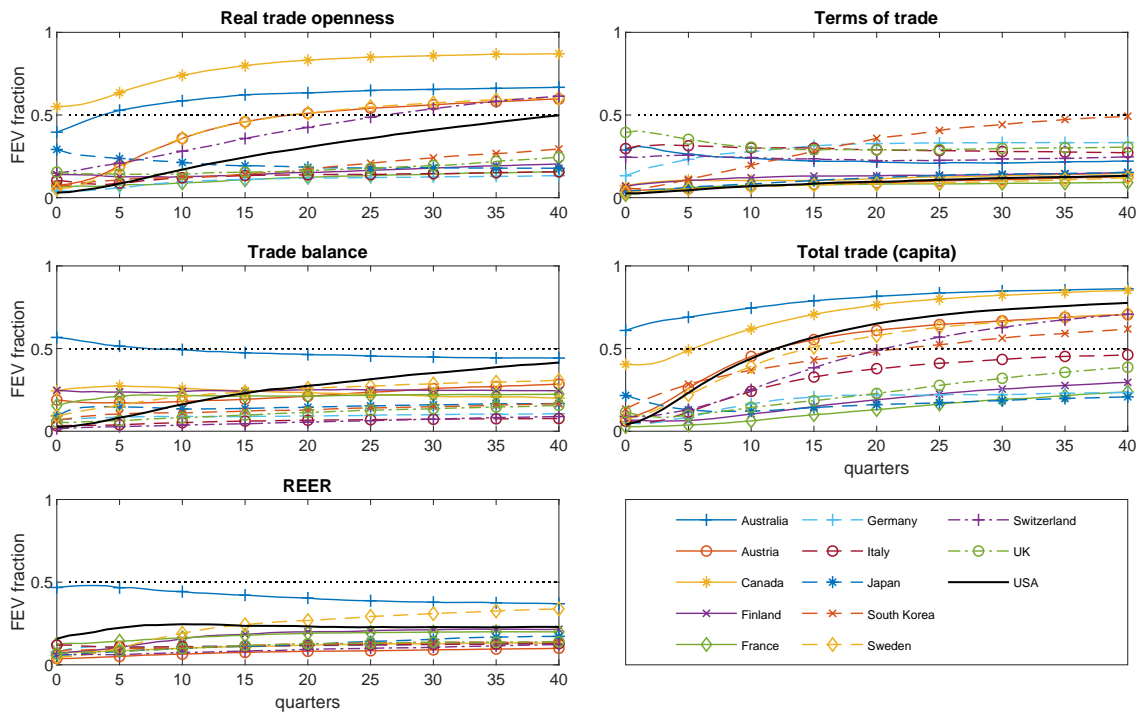 Real trade openness
FEV fraction
1
0.5
0
0 5 10 15 20 25 30 35 40
Terms of trade
1
0.5
0
0 5 10 15 20 25 30 35 40
Trade balance
FEV fraction
1
0.5
0
0 5 10 15 20 25 30 35 40
Total trade (capita)
1
0.5
0
0 5 10 15 20 25 30 35 40
quarters
REER
FEV fraction
1
0.5
0
0 5 10 15 20 25 30 35 40
quarters
Australia
Austria
Canada
Finland
France
Germany
Italy
Japan
South Korea
Sweden
Switzerland
UK
USA